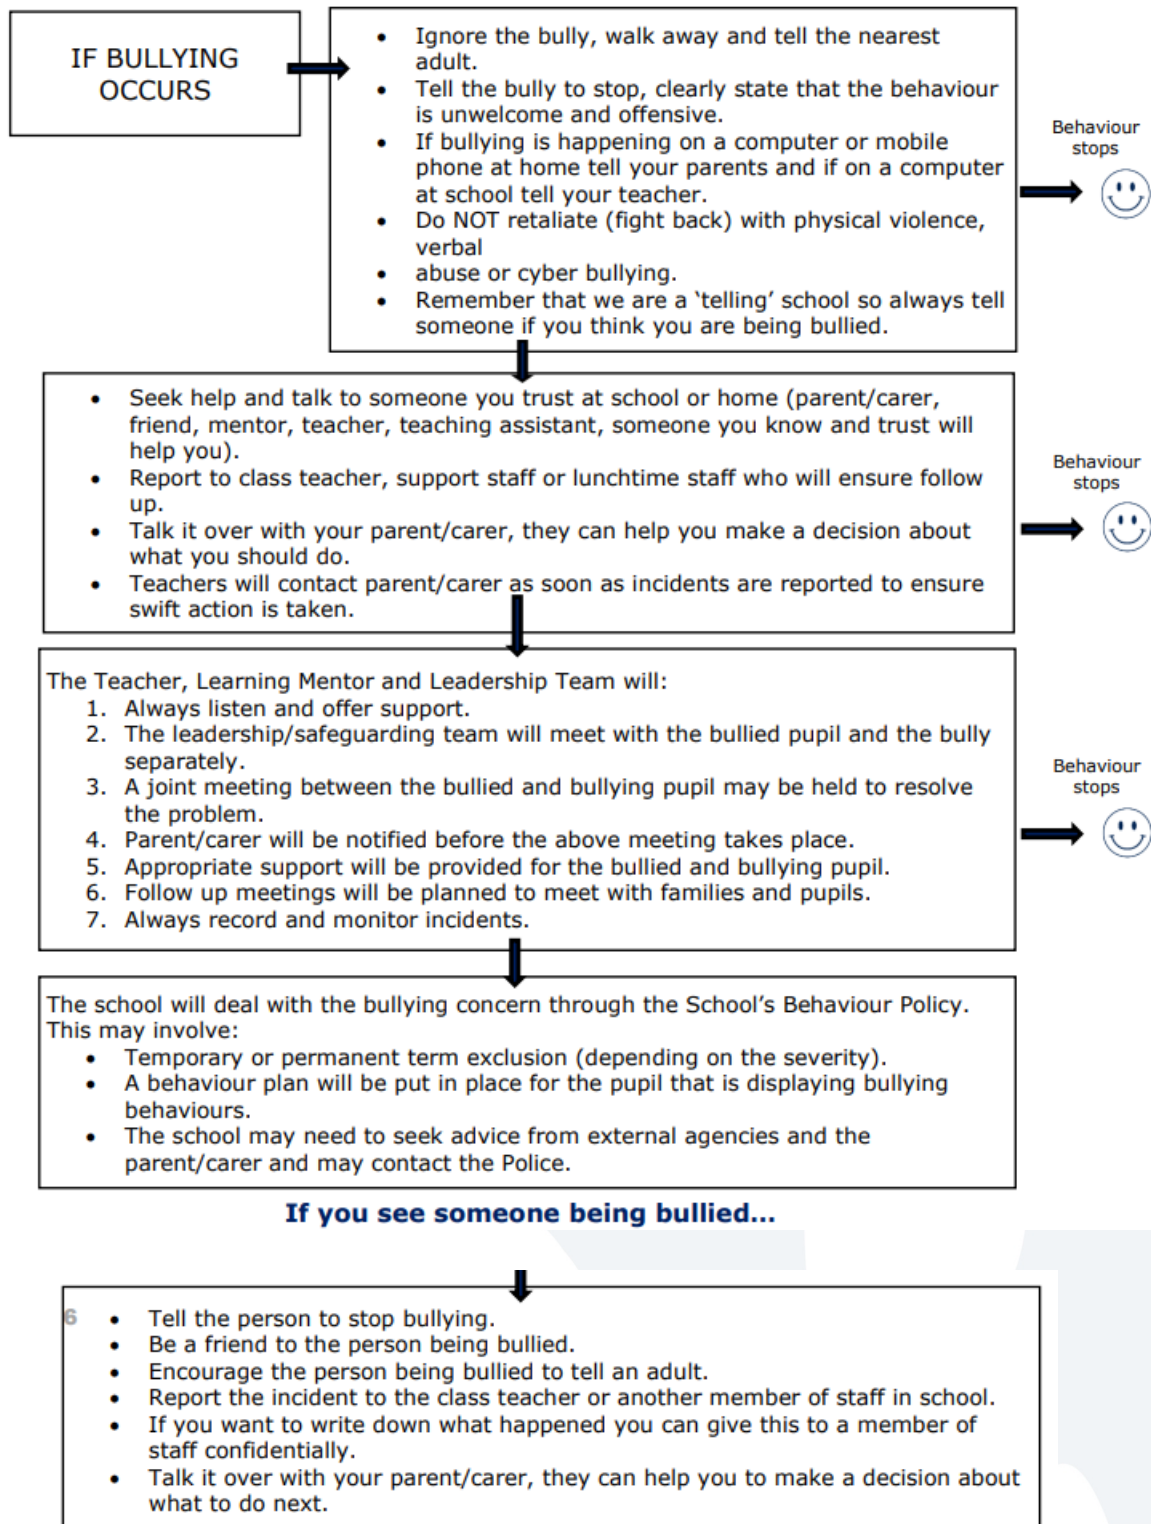 IF BULLYING
OCCURS
• Ignore the bully, walk away and tell the nearest
adult.
• Tell the bully to stop, clearly state that the behaviour
is unwelcome and offensive.
• If bullying is happening on a computer or mobile
phone at home tell your parents and if on a computer
at school tell your teacher.
• Do NOT retaliate (fight back) with physical violence,
verbal
• abuse or cyber bullying.
• Remember that we are a ‘telling’ school so always tell
someone if you think you are being bullied.
Behaviour
stops
• Seek help and talk to someone you trust at school or home (parent/carer,
friend, mentor, teacher, teaching assistant, someone you know and trust will
help you).
• Report to class teacher, support staff or lunchtime staff who will ensure follow
up.
• Talk it over with your parent/carer, they can help you make a decision about
what you should do.
• Teachers will contact parent/carer as soon as incidents are reported to ensure
swift action is taken.
Behaviour
stops
The Teacher, Learning Mentor and Leadership Team will:
1. Always listen and offer support.
2. The leadership/safeguarding team will meet with the bullied pupil and the bully
separately.
3. A joint meeting between the bullied and bullying pupil may be held to resolve
the problem.
4. Parent/carer will be notified before the above meeting takes place.
5. Appropriate support will be provided for the bullied and bullying pupil.
6. Follow up meetings will be planned to meet with families and pupils.
7. Always record and monitor incidents.
Behaviour
stops
The school will deal with the bullying concern through the School’s Behaviour Policy.
This may involve:
• Temporary or permanent term exclusion (depending on the severity).
• A behaviour plan will be put in place for the pupil that is displaying bullying
behaviours.
• The school may need to seek advice from external agencies and the
parent/carer and may contact the Police.
If you see someone being bullied…
6
• Tell the person to stop bullying.
• Be a friend to the person being bullied.
• Encourage the person being bullied to tell an adult.
• Report the incident to the class teacher or another member of staff in school.
• If you want to write down what happened you can give this to a member of
staff confidentially.
• Talk it over with your parent/carer, they can help you to make a decision about
what to do next.